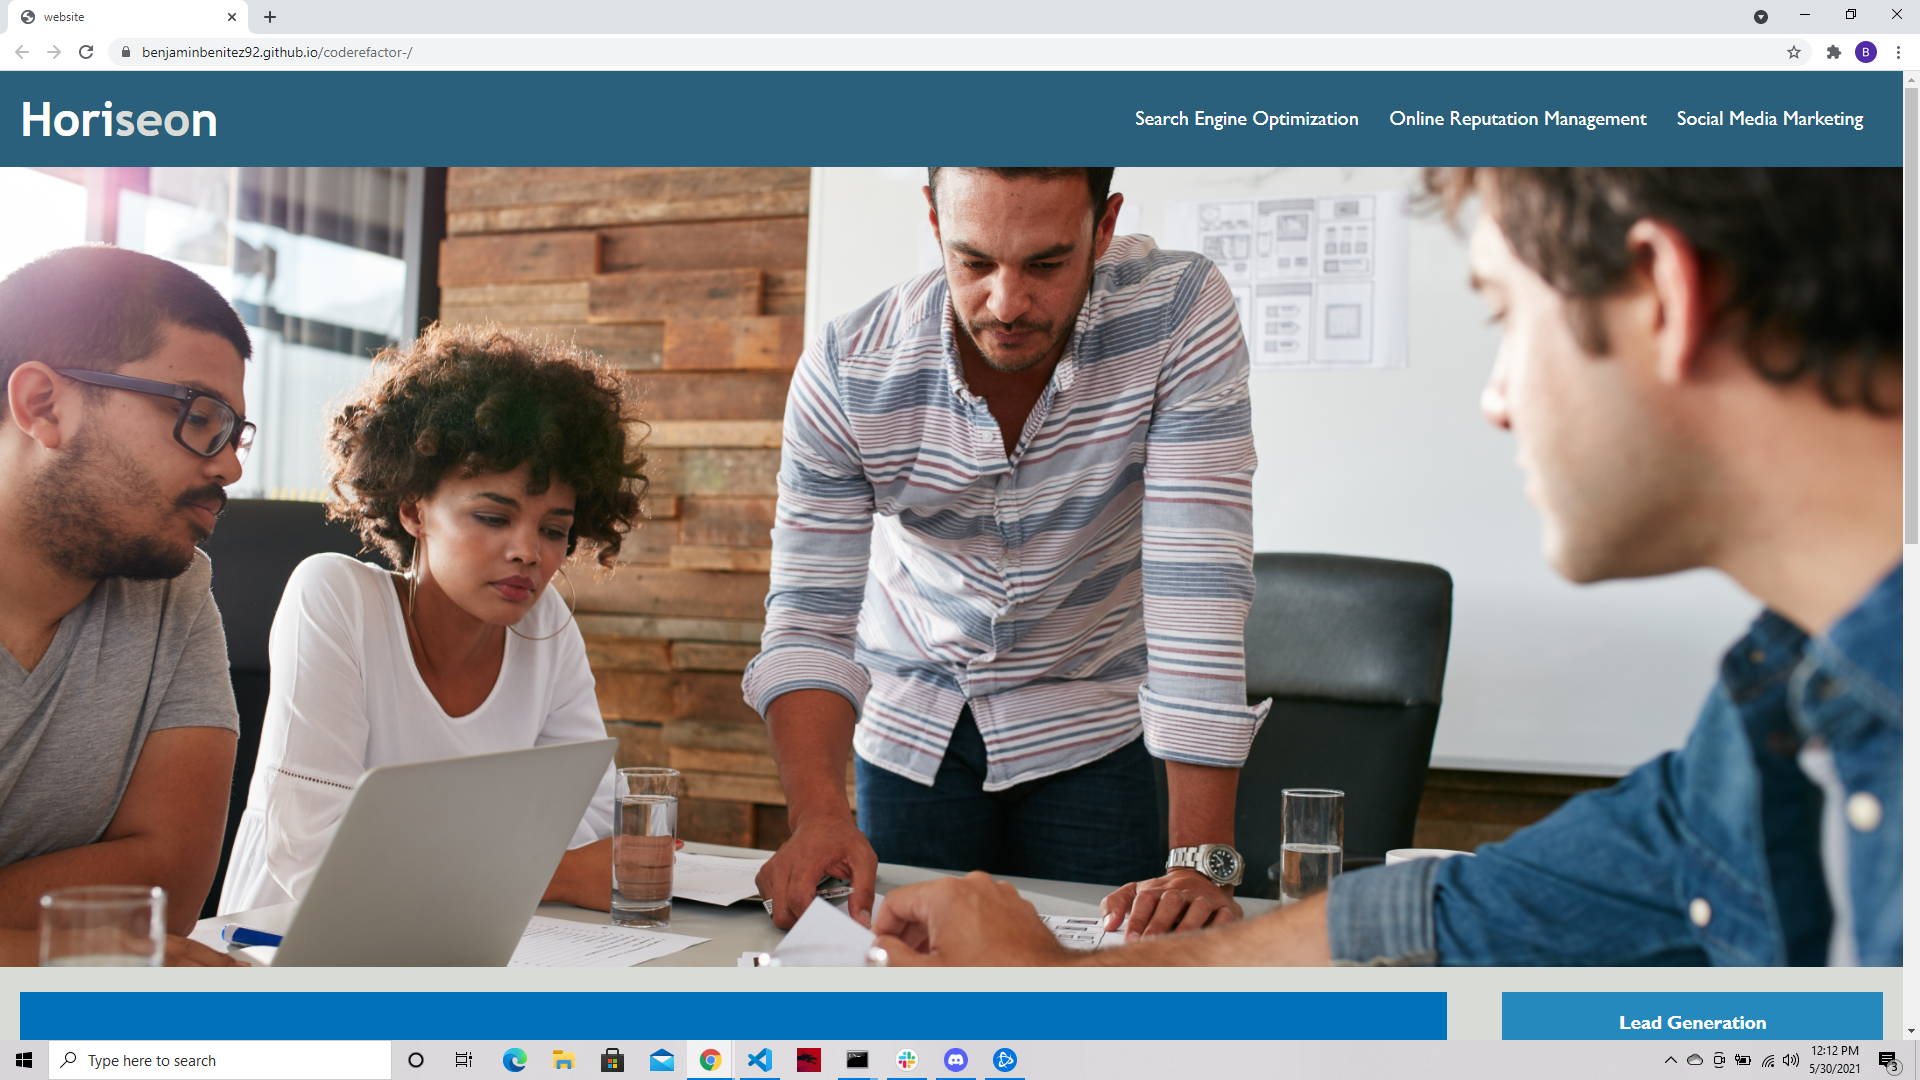 website
benjaminbenitez92.github.io/coderefactor-/
B
Horiseon
Search Engine Optimization
Online Reputation Management
Social Media Marketing
Lead Generation
Type here to search
12:12 PM
5/30/2021
3